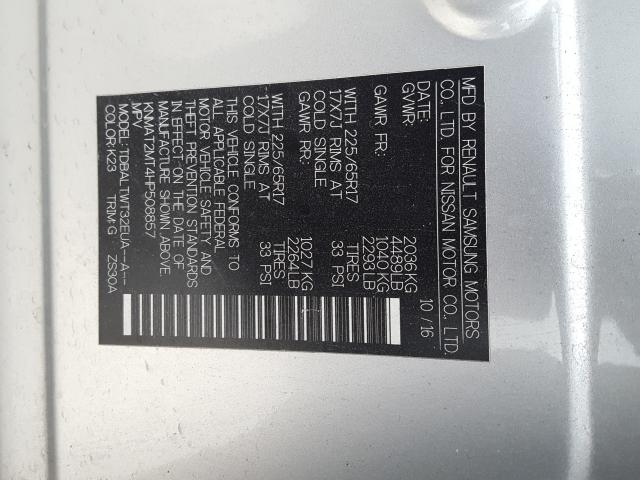 MFD BY RENAULT SAMSUNG MOTORS
CO., LTD. FOR NISSAN MOTOR CO., LTD.
DATE: 10/16
GVWR: 2036KG
4489LB
GAWR FR: 1040KG
2293LB
WITH 225/65R17 TIRES
17X7J RIMS AT 33 PSI
COLD SINGLE
GAWR RR: 1027KG
2264LB
WITH 225/65R17 TIRES
17X7J RIMS AT 33 PSI
COLD SINGLE
THIS VEHICLE CONFORMS TO
ALL APPLICABLE FEDERAL
MOTOR VEHICLE SAFETY AND
THEFT PREVENTION STANDARDS
IN EFFECT ON THE DATE OF
MANUFACTURE SHOWN ABOVE
KNMAT2MT4HP508857
MPV
MODEL: TDBALTWT32EUA--A--
COLOR:K23 TRIM:G ZS30A